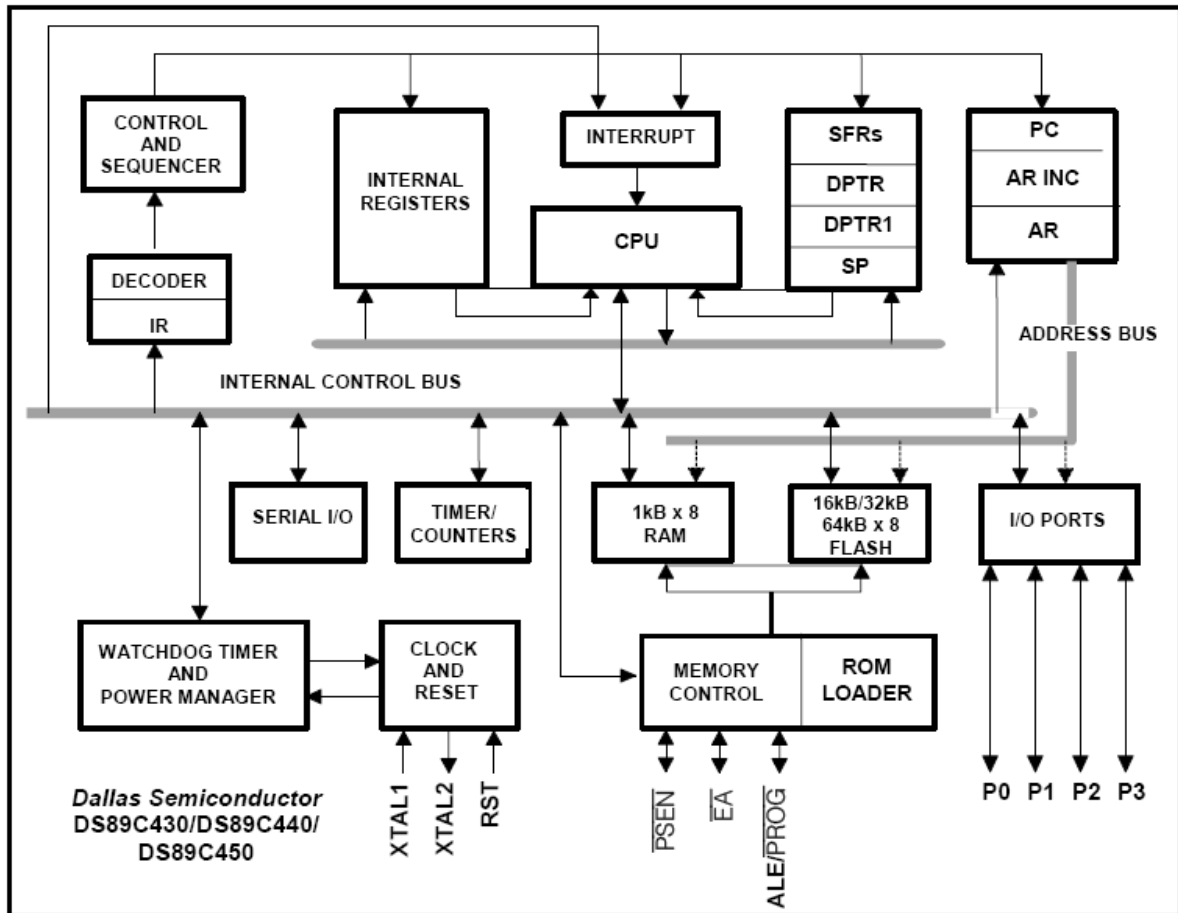 CONTROL
AND
SEQUENCER
INTERNAL
REGISTERS
INTERRUPT
CPU
SFRs
DPTR
DPTR1
SP
PC
AR INC
AR
DECODER
IR
ADDRESS BUS
INTERNAL CONTROL BUS
SERIAL I/O
TIMER/
COUNTERS
1kB x 8
RAM
16kB/32kB
64kB x 8
FLASH
I/O PORTS
WATCHDOG TIMER
AND
POWER MANAGER
CLOCK
AND
RESET
MEMORY
CONTROL
ROM
LOADER
XTAL1
XTAL2
RST
PSEN
EA
ALE/PROG
P0
P1
P2
P3
Dallas Semiconductor
DS89C430/DS89C440/
DS89C450